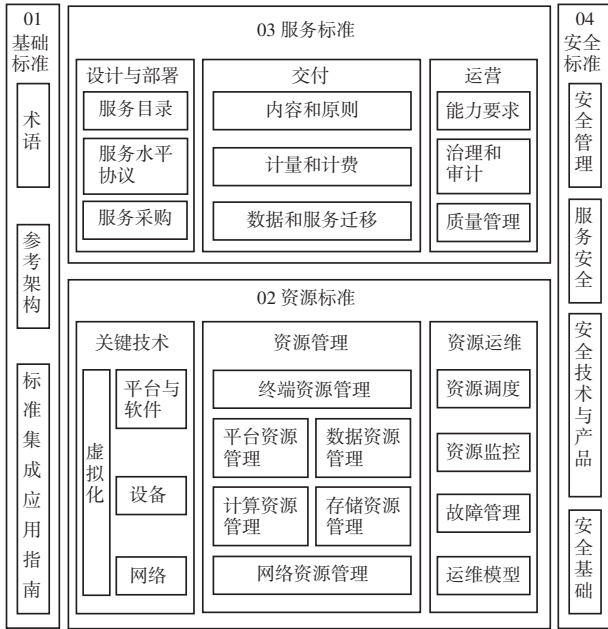 01
基础
标准
术
语
参
考
架
构
标
准
集
成
应
用
指
南
03 服务标准
设计与部署
服务目录
服务水平
协议
服务采购
交付
内容和原则
计量和计费
数据和服务迁移
运营
能力要求
治理和
审计
质量管理
02 资源标准
关键技术
虚
拟
化
平台与
软件
设备
网络
资源管理
终端资源管理
平台资源
管理
数据资源
管理
计算资源
管理
存储资源
管理
网络资源管理
资源运维
资源调度
资源监控
故障管理
运维模型
04
安全
标准
安
全
管
理
服
务
安
全
安
全
技
术
与
产
品
安
全
基
础